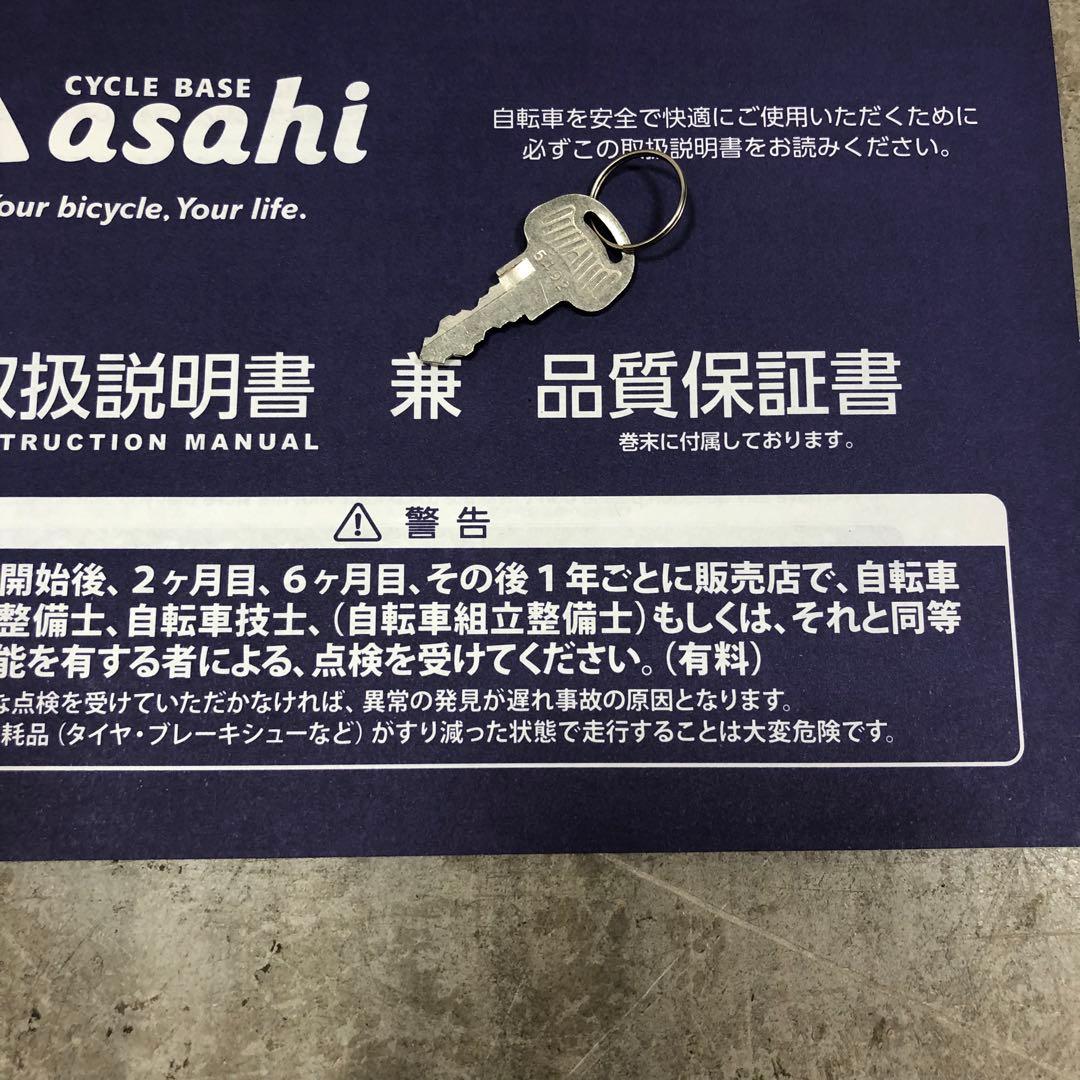 CYCLE BASE
asahi
our bicycle, Your life.
自転車を安全で快適にご使用いただくために
必ずこの取扱説明書をお読みください。
取扱説明書 兼 品質保証書
TRUCTION MANUAL
巻末に付属しております。
警告
開始後、2ヶ月目、6ヶ月目、その後1年ごとに販売店で、自転車
整備士、自転車技士、(自転車組立整備士)もしくは、それと同等
能を有する者による、点検を受けてください。(有料)
な点検を受けていただかなければ、異常の発見が遅れ事故の原因となります。
耗品(タイヤ・ブレーキシューなど)がすり減った状態で走行することは大変危険です。